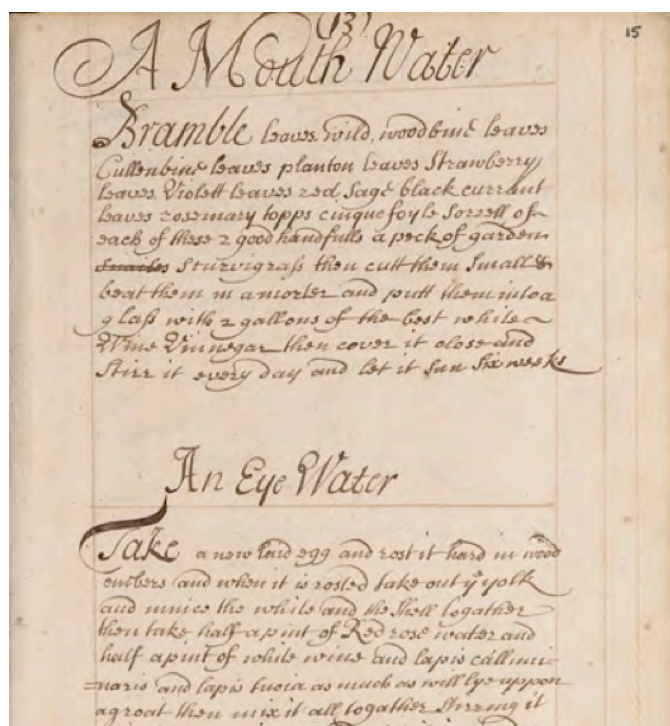 (13)
15
A Mouth Water
Bramble leaves wild woodbine leaves
Cullenbine leaves planton leaves Strawberry
leaves Violett leaves red Sage black currant
leaves rosemary topps cinquefoyle Sorrell of
each of these 2 good handfulls a peck of garden
Snailes Sturvigrass then cutt them Small &
beat them in a morter and putt them into a
glass with 2 gallons of the best white
Wine Vinnegar then cover it close and
Stirr it every day and let it Sun Six weeks
An Eye Water
Take a new laid egg and rost it hard in wood
embers and when it is rosted take out ye yolk
and mince the white and the Shell togather
then take half a pint of Red rose water and
half a pint of white wine and lapis callimi-
=naris and lapis tucia as much as will lye uppon
a groat then mix it all togather Stirring it